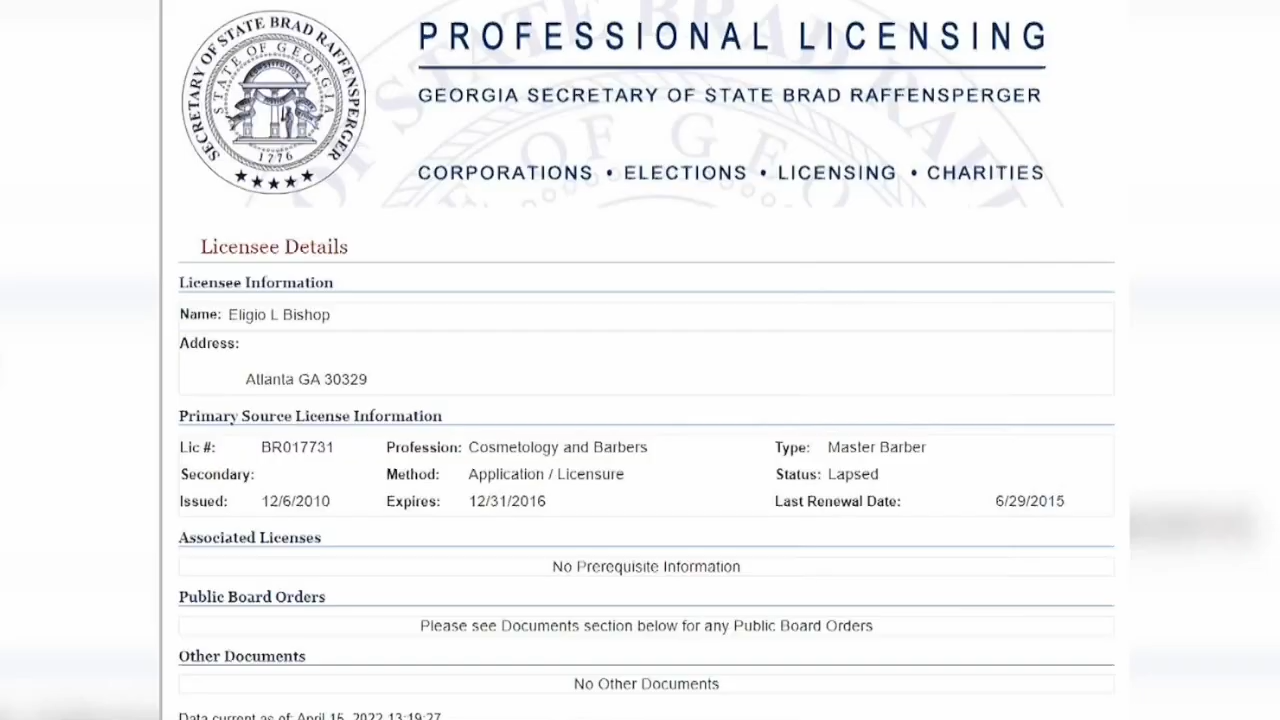 SECRETARY OF STATE BRAD RAFFENSPERGER
STATE OF GEORGIA
1776
PROFESSIONAL LICENSING
GEORGIA SECRETARY OF STATE BRAD RAFFENSPERGER
CORPORATIONS • ELECTIONS • LICENSING • CHARITIES
Licensee Details
Licensee Information
Name: Eligio L Bishop
Address:
Atlanta GA 30329
Primary Source License Information
Lic #: BR017731 Profession: Cosmetology and Barbers Type: Master Barber
Secondary: Method: Application / Licensure Status: Lapsed
Issued: 12/6/2010 Expires: 12/31/2016 Last Renewal Date: 6/29/2015
Associated Licenses
No Prerequisite Information
Public Board Orders
Please see Documents section below for any Public Board Orders
Other Documents
No Other Documents
Data current as of: April 15, 2022 13:19:27